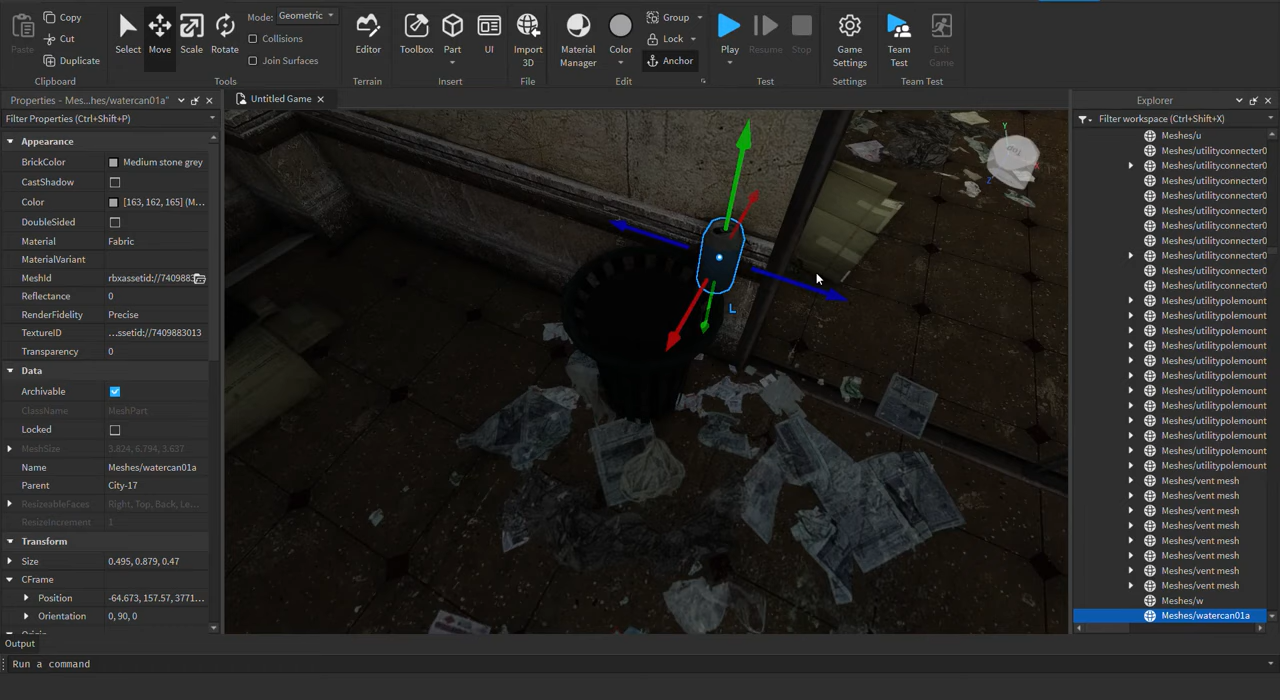 Paste
Copy
Cut
Duplicate
Clipboard
Select
Move
Scale
Rotate
Mode: Geometric
Collisions
Join Surfaces
Tools
Editor
Terrain
Toolbox
Part
UI
Insert
Import
3D
File
Material
Manager
Color
Group
Lock
Anchor
Edit
Play
Resume
Stop
Test
Game
Settings
Settings
Team
Test
Exit
Game
Team Test
Properties - Mes...hes/watercan01a"
Filter Properties (Ctrl+Shift+P)
Appearance
BrickColor Medium stone grey
CastShadow
Color [163, 162, 165] (M...
DoubleSided
Material Fabric
MaterialVariant
MeshId rbxassetid://7409883
Reflectance 0
RenderFidelity Precise
TextureID ...ssetid://7409883013
Transparency 0
Data
Archivable
ClassName MeshPart
Locked
MeshSize 3.824, 6.794, 3.637
Name Meshes/watercan01a
Parent City-17
ResizeableFaces Right, Top, Back, Le...
ResizeIncrement 1
Transform
Size 0.495, 0.879, 0.47
CFrame
Position -64.673, 157.57, 3771...
Orientation 0, 90, 0
Untitled Game
Y
Z
TOP
L
Explorer
Filter workspace (Ctrl+Shift+X)
Meshes/u
Meshes/utilityconnecter0
Meshes/utilityconnecter0
Meshes/utilityconnecter0
Meshes/utilityconnecter0
Meshes/utilityconnecter0
Meshes/utilityconnecter0
Meshes/utilityconnecter0
Meshes/utilityconnecter0
Meshes/utilityconnecter0
Meshes/utilityconnecter0
Meshes/utilitypolemount
Meshes/utilitypolemount
Meshes/utilitypolemount
Meshes/utilitypolemount
Meshes/utilitypolemount
Meshes/utilitypolemount
Meshes/utilitypolemount
Meshes/utilitypolemount
Meshes/utilitypolemount
Meshes/utilitypolemount
Meshes/utilitypolemount
Meshes/utilitypolemount
Meshes/vent mesh
Meshes/vent mesh
Meshes/vent mesh
Meshes/vent mesh
Meshes/vent mesh
Meshes/vent mesh
Meshes/vent mesh
Meshes/vent mesh
Meshes/w
Meshes/watercan01a
Output
Run a command